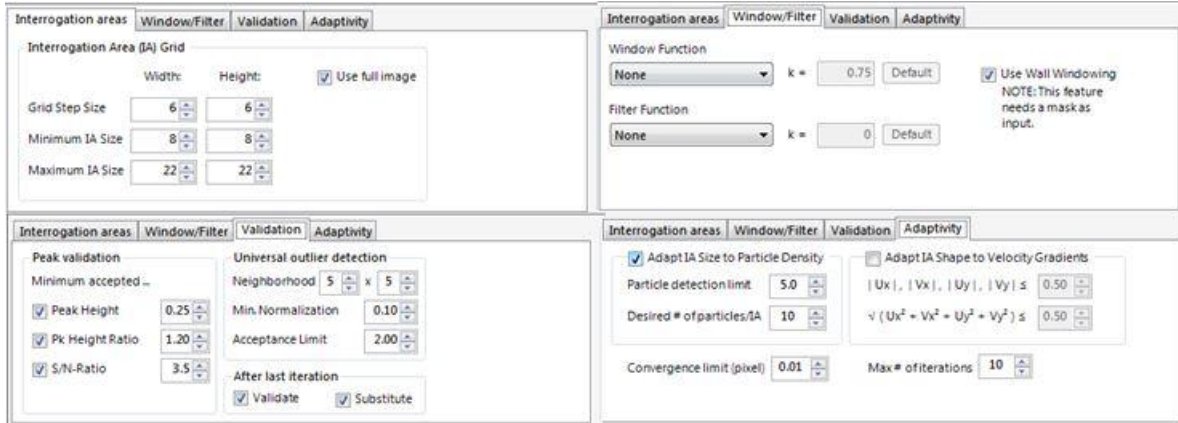 Interrogation areas Window/Filter Validation Adaptivity
Interrogation Area (IA) Grid
Width: Height: Use full image
Grid Step Size 6 6
Minimum IA Size 8 8
Maximum IA Size 22 22
Interrogation areas Window/Filter Validation Adaptivity
Window Function
None k = 0.75 Default Use Wall Windowing
NOTE: This feature
needs a mask as
input.
Filter Function
None k = 0 Default
Interrogation areas Window/Filter Validation Adaptivity
Peak validation
Minimum accepted ...
Peak Height 0.25
Pk Height Ratio 1.20
S/N-Ratio 3.5
Universal outlier detection
Neighborhood 5 x 5
Min. Normalization 0.10
Acceptance Limit 2.00
After last iteration
Validate Substitute
Interrogation areas Window/Filter Validation Adaptivity
Adapt IA Size to Particle Density
Particle detection limit 5.0
Desired # of particles/IA 10
Adapt IA Shape to Velocity Gradients
|Ux|, |Vx|, |Uy|, |Vy| ≤ 0.50
√ (Ux² + Vx² + Uy² + Vy²) ≤ 0.50
Convergence limit (pixel) 0.01 Max # of iterations 10